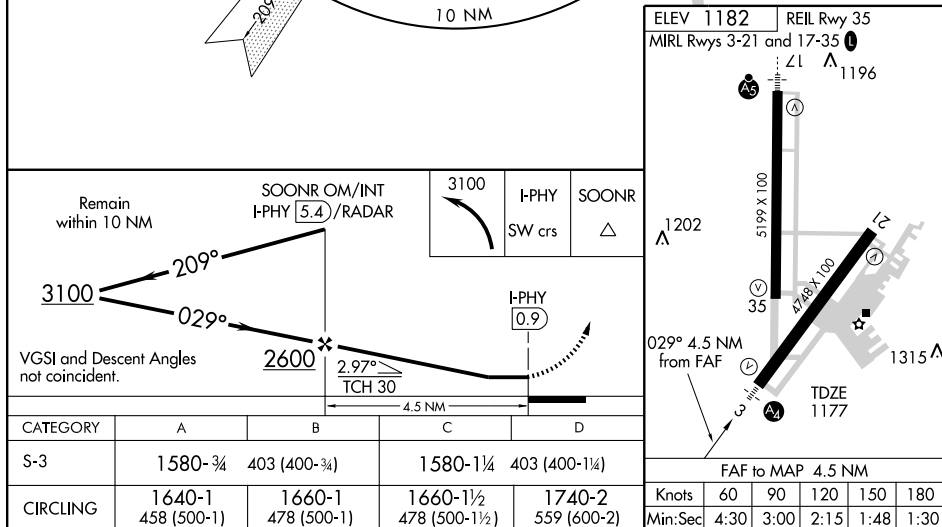 209°
10 NM
ELEV 1182
REIL Rwy 35
MIRL Rwys 3-21 and 17-35 L
17
1196
A5
V
5199 X 100
1202
21
V
V
35
4748 X 100
029° 4.5 NM
from FAF
1315
V
TDZE
1177
3
A4
FAF to MAP 4.5 NM
Knots 60 90 120 150 180
Min:Sec 4:30 3:00 2:15 1:48 1:30
Remain
within 10 NM
SOONR OM/INT
I-PHY 5.4 /RADAR
3100
I-PHY
SW crs
SOONR
209°
3100
029°
I-PHY
0.9
2600
VGSI and Descent Angles
not coincident.
2.97°
TCH 30
4.5 NM
CATEGORY A B C D
S-3 1580-¾ 403 (400-¾) 1580-1¼ 403 (400-1¼)
CIRCLING 1640-1 1660-1 1660-1½ 1740-2
458 (500-1) 478 (500-1) 478 (500-1½) 559 (600-2)